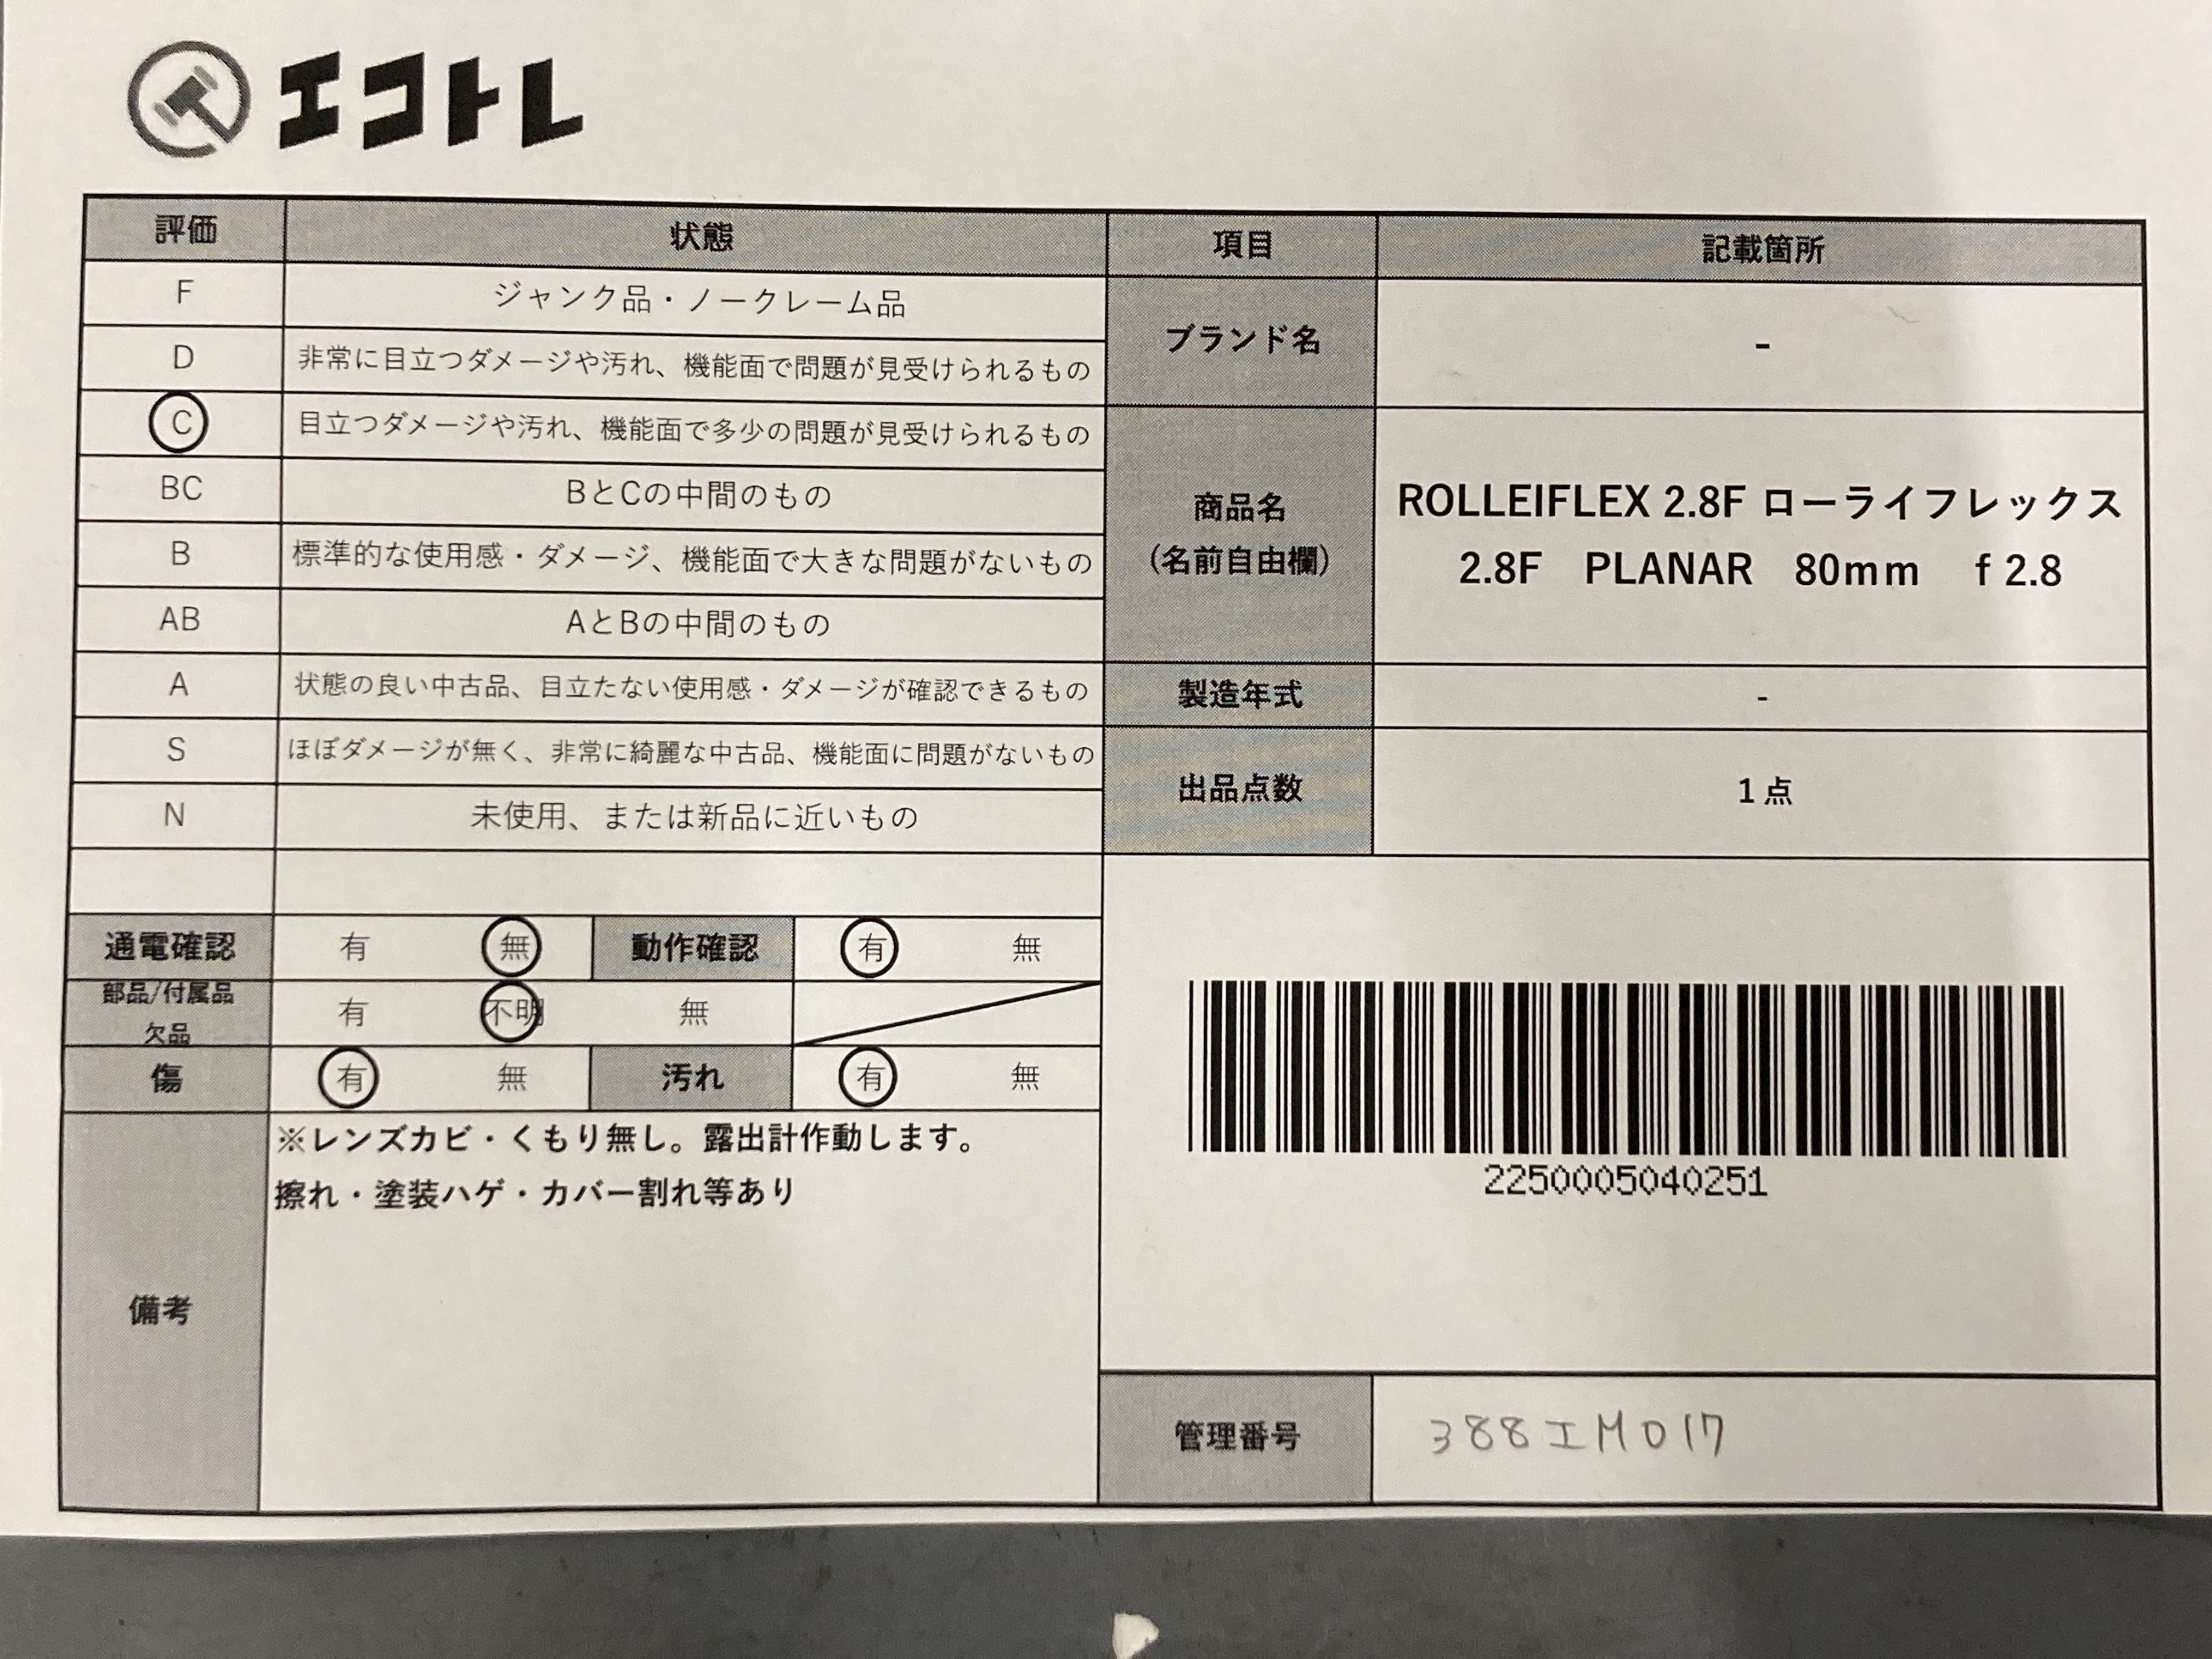 エコトレ
評価 状態 項目 記載箇所
F ジャンク品・ノークレーム品
D 非常に目立つダメージや汚れ、機能面で問題が見受けられるもの
C 目立つダメージや汚れ、機能面で多少の問題が見受けられるもの
BC BとCの中間のもの
B 標準的な使用感・ダメージ、機能面で大きな問題がないもの
AB AとBの中間のもの
A 状態の良い中古品、目立たない使用感・ダメージが確認できるもの
S ほぼダメージが無く、非常に綺麗な中古品、機能面に問題がないもの
N 未使用、または新品に近いもの
ブランド名 -
商品名
（名前自由欄）
ROLLEIFLEX 2.8F ローライフレックス
2.8F PLANAR 80mm f 2.8
製造年式 -
出品点数 1点
通電確認 有 無 動作確認 有 無
部品/付属品
欠品
有 不明 無
傷 有 無 汚れ 有 無
備考
※レンズカビ・くもり無し。露出計作動します。
擦れ・塗装ハゲ・カバー割れ等あり
2250005040251
管理番号 388エM017